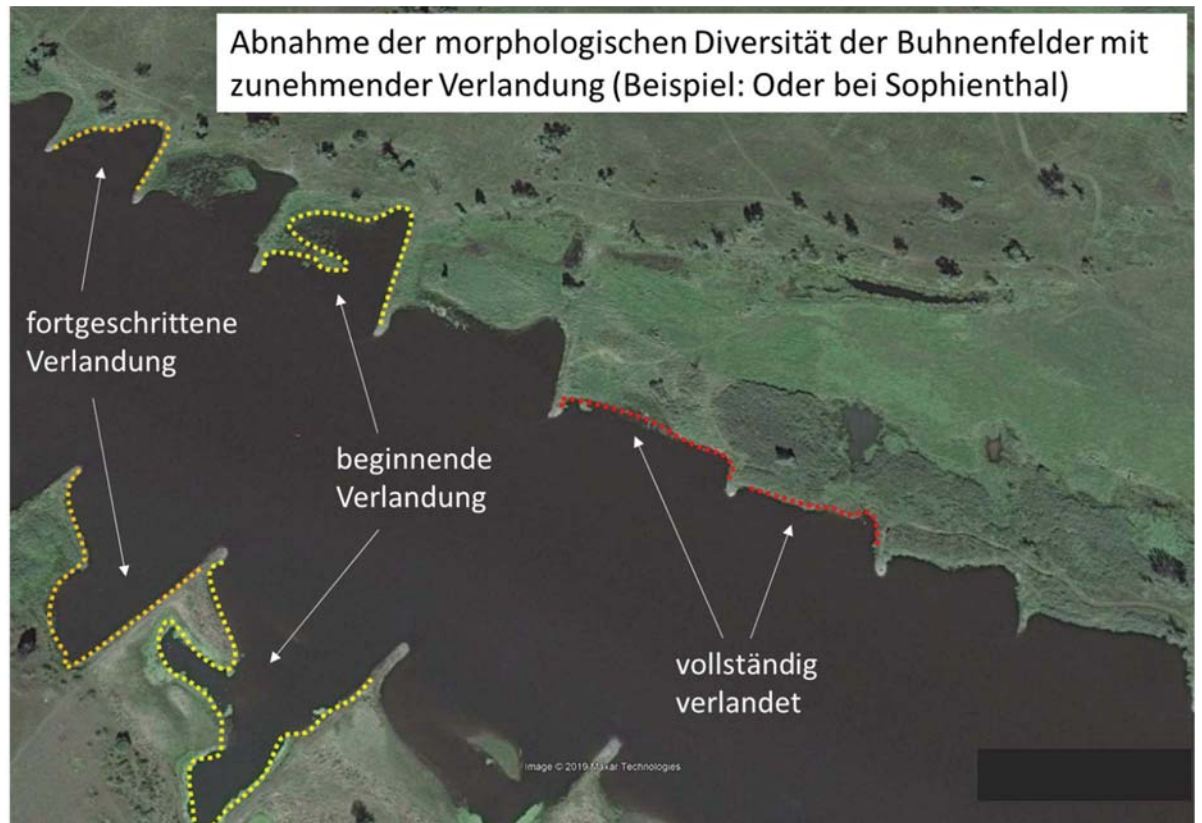 Abnahme der morphologischen Diversität der Buhnenfelder mit
zunehmender Verlandung (Beispiel: Oder bei Sophienthal)
fortgeschrittene
Verlandung
beginnende
Verlandung
vollständig
verlandet
Image © 2019 Maxar Technologies